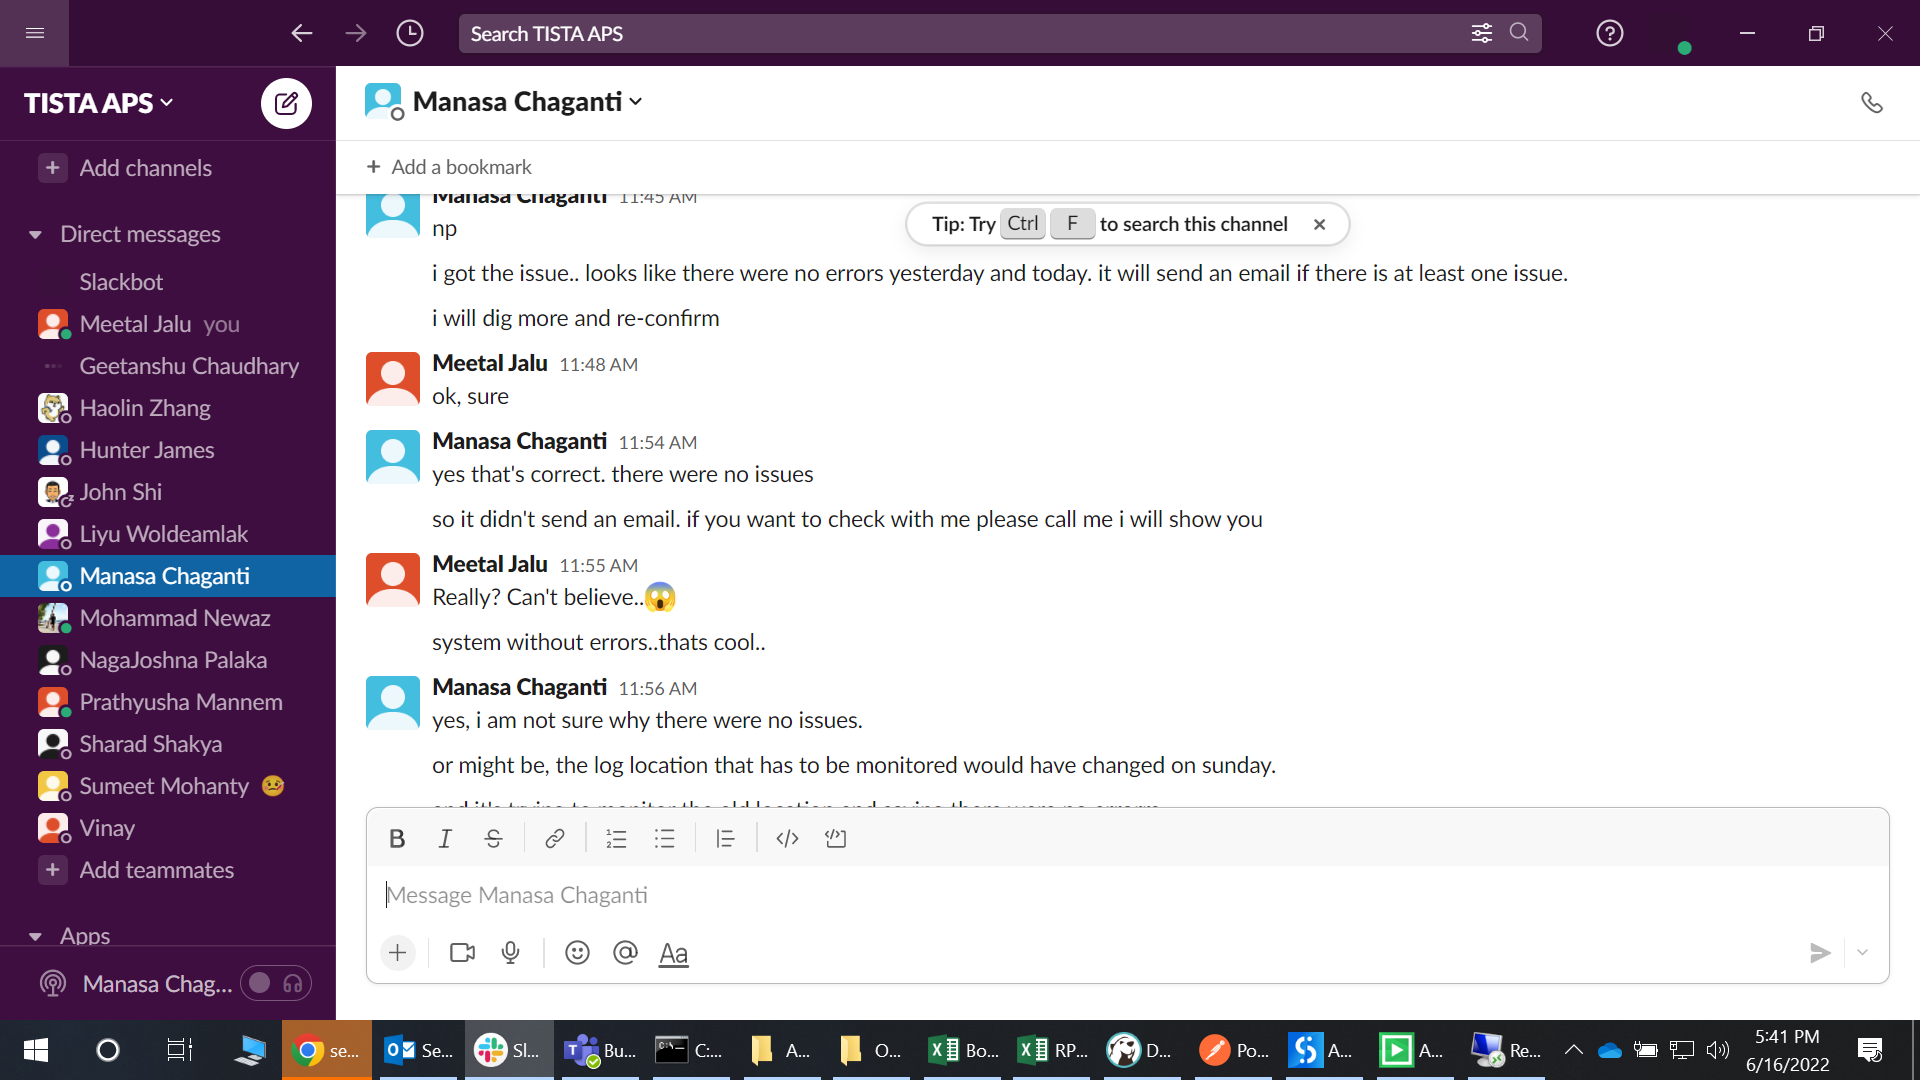 Search TISTA APS
TISTA APS
Add channels
Direct messages
Slackbot
Meetal Jalu you
Geetanshu Chaudhary
Haolin Zhang
Hunter James
John Shi
Liyu Woldeamlak
Manasa Chaganti
Mohammad Newaz
NagaJoshna Palaka
Prathyusha Mannem
Sharad Shakya
Sumeet Mohanty
Vinay
Add teammates
Apps
Manasa Chag...
Manasa Chaganti
Add a bookmark
Manasa Chaganti 11:45 AM
np
Tip: Try Ctrl F to search this channel
i got the issue.. looks like there were no errors yesterday and today. it will send an email if there is at least one issue.
i will dig more and re-confirm
Meetal Jalu 11:48 AM
ok, sure
Manasa Chaganti 11:54 AM
yes that's correct. there were no issues
so it didn't send an email. if you want to check with me please call me i will show you
Meetal Jalu 11:55 AM
Really? Can't believe..😱
system without errors..thats cool..
Manasa Chaganti 11:56 AM
yes, i am not sure why there were no issues.
or might be, the log location that has to be monitored would have changed on sunday.
Message Manasa Chaganti
Aa
se...
Se...
Sl...
Bu...
C:...
A...
O...
Bo...
RP...
D...
Po...
A...
A...
Re...
5:41 PM
6/16/2022